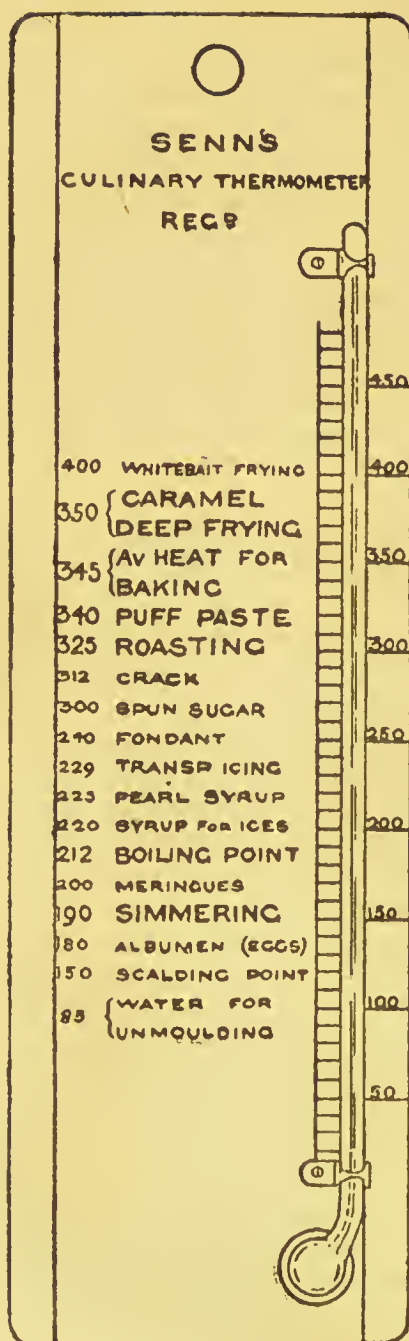 SENN'S
CULINARY THERMOMETER
REGD
400 WHITEBAIT FRYING
350 { CARAMEL
DEEP FRYING
345 { AV HEAT FOR
BAKING
340 PUFF PASTE
325 ROASTING
312 CRACK
300 SPUN SUGAR
240 FONDANT
229 TRANSP ICING
223 PEARL SYRUP
220 SYRUP FOR ICES
212 BOILING POINT
200 MERINGUES
190 SIMMERING
180 ALBUMEN (EGGS)
150 SCALDING POINT
85 { WATER FOR
UNMOULDING
450
400
350
300
250
200
150
100
50